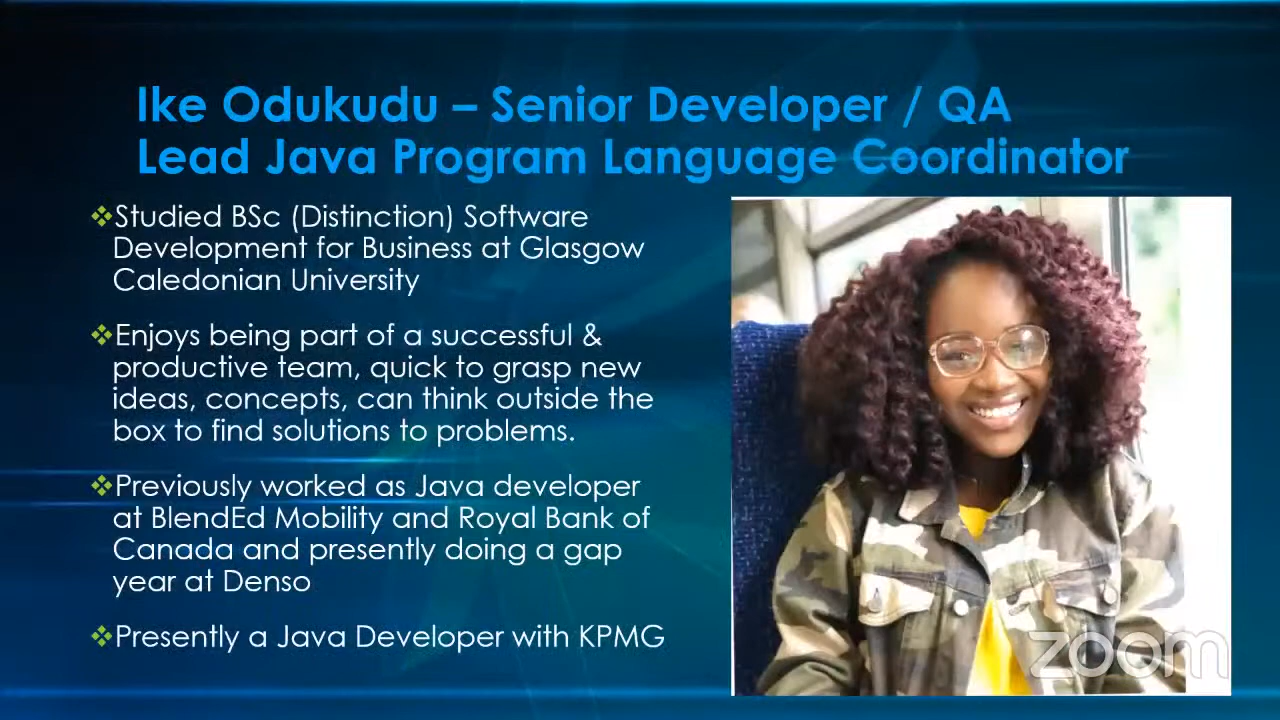 Ike Odukudu – Senior Developer / QA
Lead Java Program Language Coordinator
Studied BSc (Distinction) Software
Development for Business at Glasgow
Caledonian University
Enjoys being part of a successful &
productive team, quick to grasp new
ideas, concepts, can think outside the
box to find solutions to problems.
Previously worked as Java developer
at BlendEd Mobility and Royal Bank of
Canada and presently doing a gap
year at Denso
Presently a Java Developer with KPMG
zoom